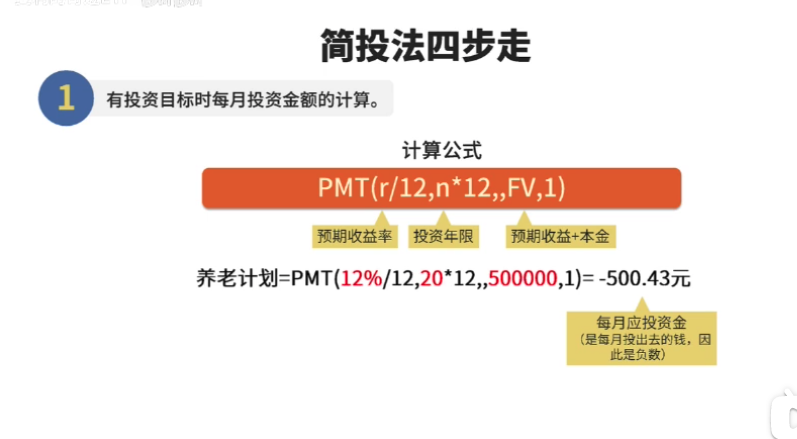 简投法四步走
1
有投资目标时每月投资金额的计算。
计算公式
PMT(r/12,n*12,,FV,1)
预期收益率 投资年限 预期收益+本金
养老计划=PMT(12%/12,20*12,,500000,1)= -500.43元
每月应投资金
（是每月投出去的钱，因
此是负数）